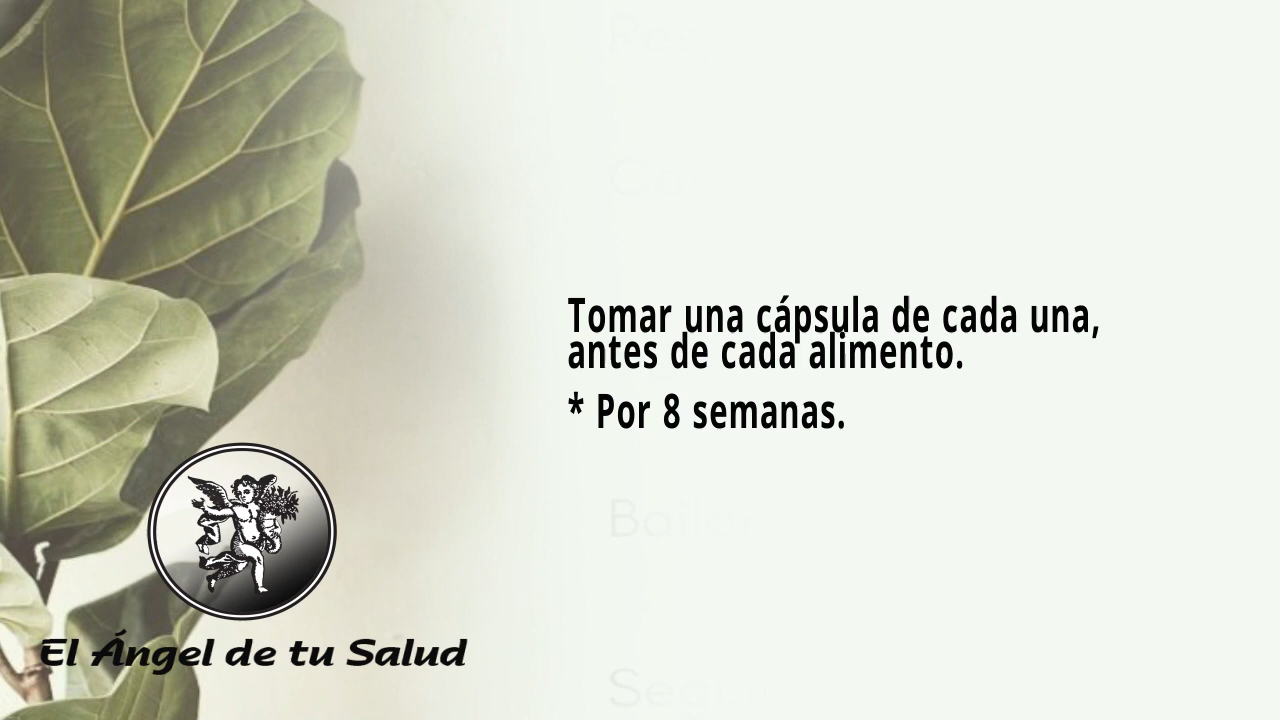 Tomar una cápsula de cada una,
antes de cada alimento.
* Por 8 semanas.
El Ángel de tu Salud